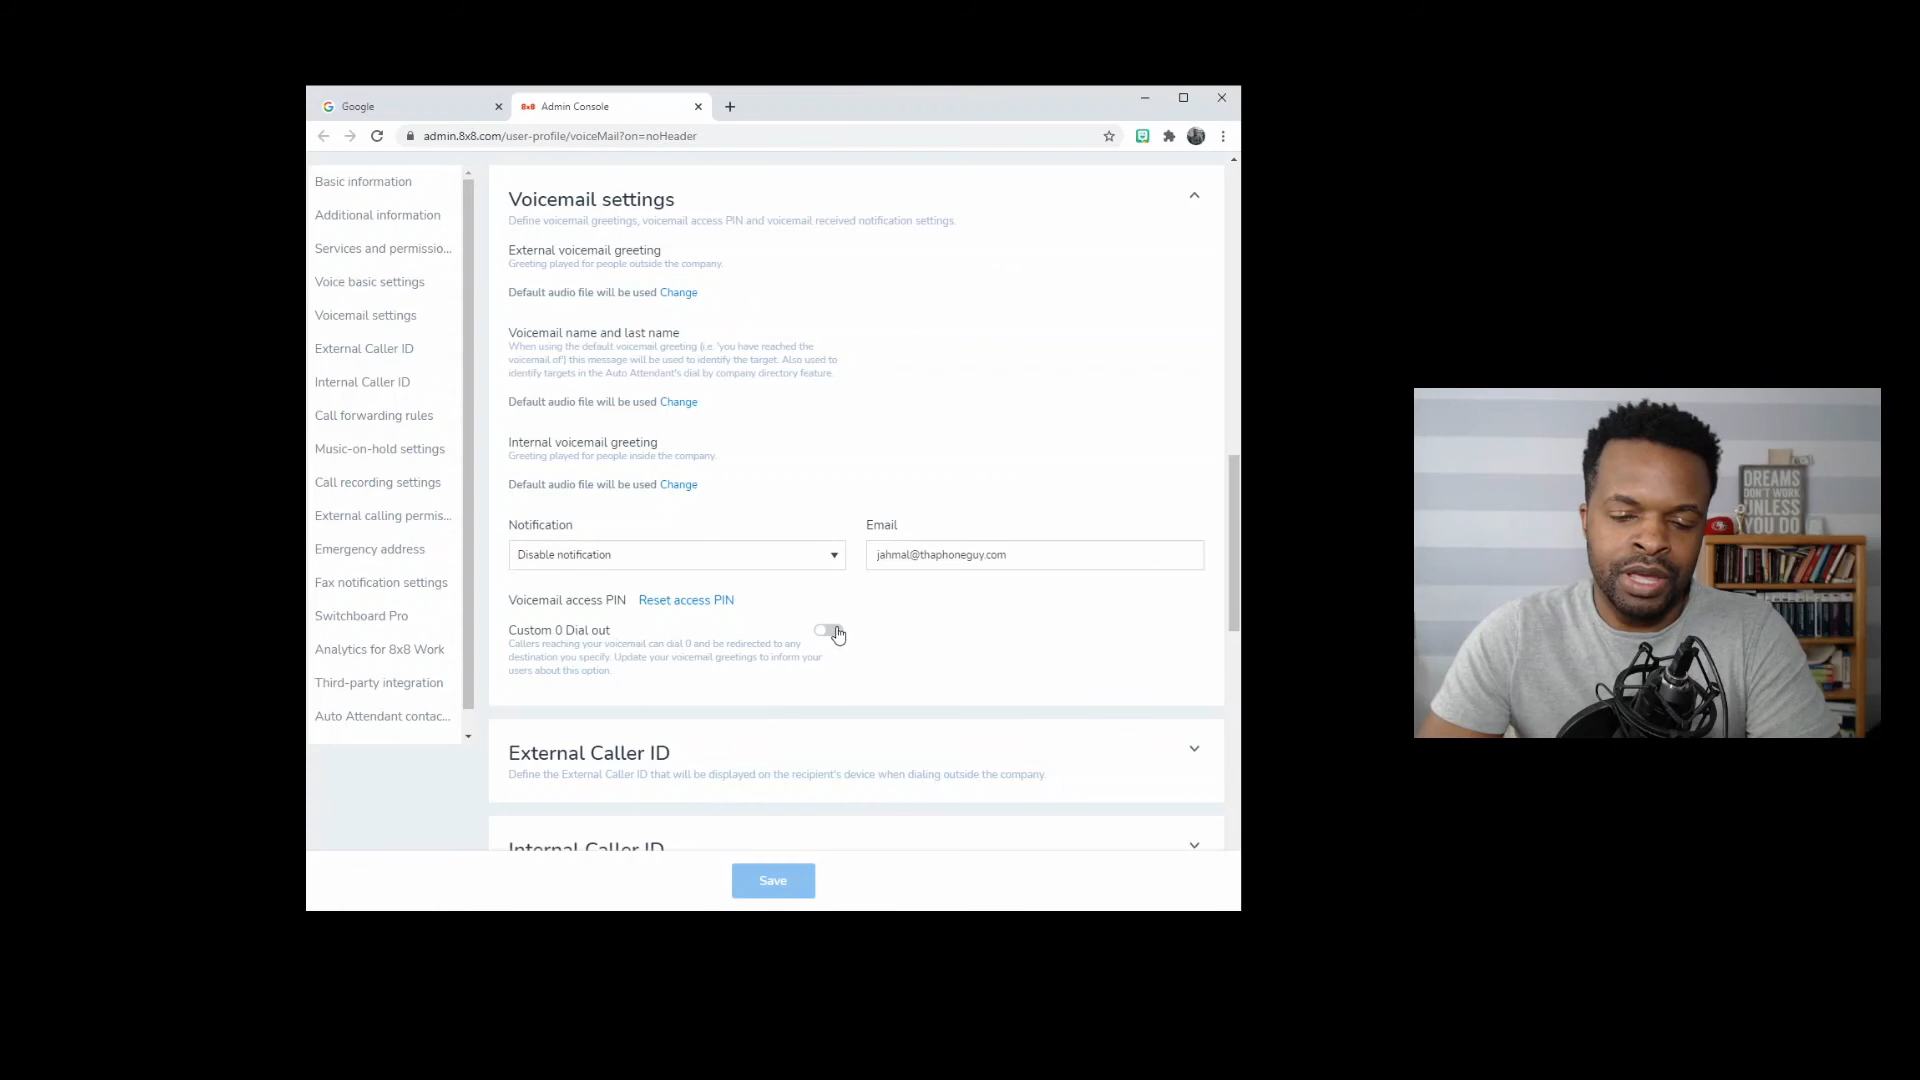 Google
8x8 Admin Console
admin.8x8.com/user-profile/voiceMail?on=noHeader
Basic information
Additional information
Services and permissio...
Voice basic settings
Voicemail settings
External Caller ID
Internal Caller ID
Call forwarding rules
Music-on-hold settings
Call recording settings
External calling permis...
Emergency address
Fax notification settings
Switchboard Pro
Analytics for 8x8 Work
Third-party integration
Auto Attendant contac...
Voicemail settings
Define voicemail greetings, voicemail access PIN and voicemail received notification settings.
External voicemail greeting
Greeting played for people outside the company.
Default audio file will be used Change
Voicemail name and last name
When using the default voicemail greeting (i.e. 'you have reached the
voicemail of') this message will be used to identify the target. Also used to
identify targets in the Auto Attendant's dial by company directory feature.
Default audio file will be used Change
Internal voicemail greeting
Greeting played for people inside the company.
Default audio file will be used Change
Notification
Email
Disable notification
jahmal@thaphoneguy.com
Voicemail access PIN Reset access PIN
Custom 0 Dial out
Callers reaching your voicemail can dial 0 and be redirected to any
destination you specify. Update your voicemail greetings to inform your
users about this option.
External Caller ID
Define the External Caller ID that will be displayed on the recipient's device when dialing outside the company.
Internal Caller ID
Save
DREAMS
DON'T WORK
UNLESS
YOU DO